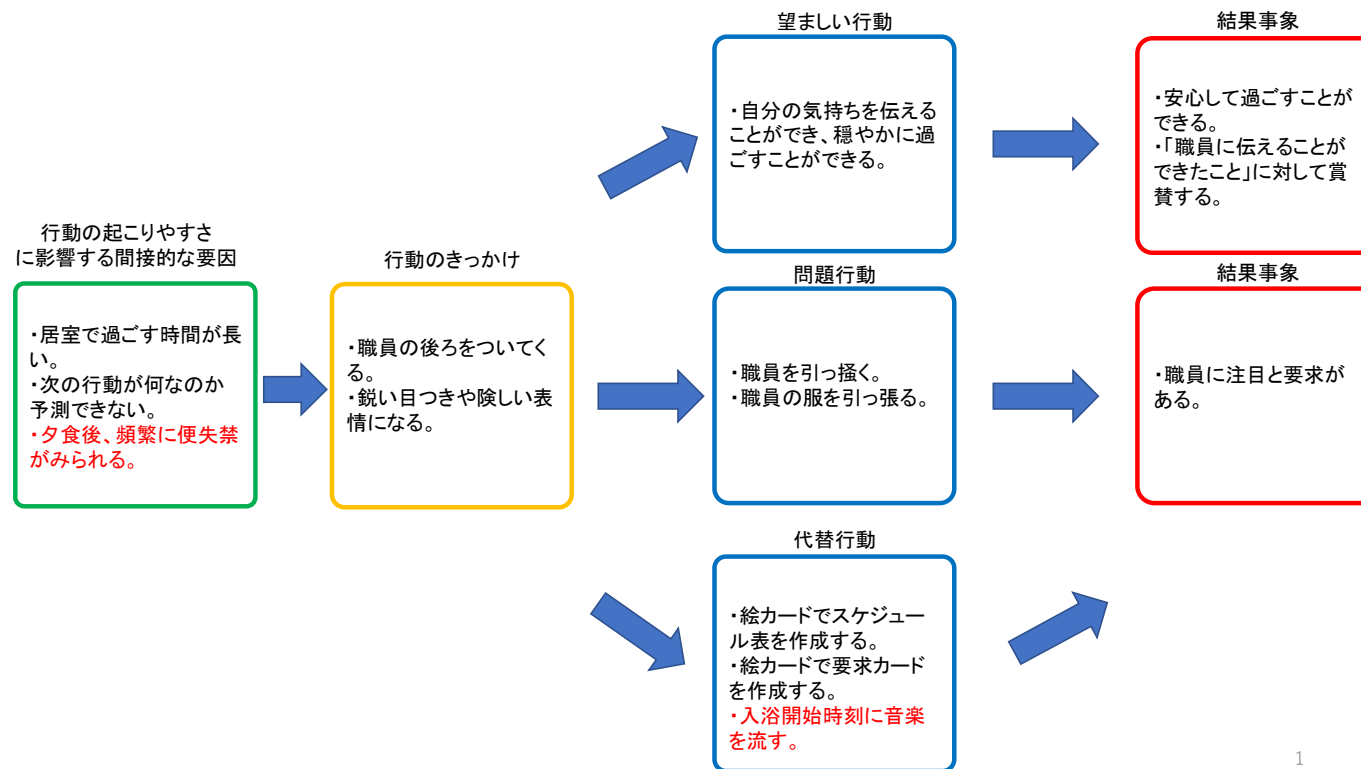 行動の起こりやすさ
に影響する間接的な要因
・居室で過ごす時間が長
い。
・次の行動が何なのか
予測できない。
・夕食後、頻繁に便失禁
がみられる。
行動のきっかけ
・職員の後ろをついてく
る。
・鋭い目つきや険しい表
情になる。
望ましい行動
・自分の気持ちを伝える
ことができ、穏やかに過
ごすことができる。
結果事象
・安心して過ごすことが
できる。
・「職員に伝えることが
できたこと」に対して賞
賛する。
問題行動
・職員を引っ掻く。
・職員の服を引っ張る。
結果事象
・職員に注目と要求が
ある。
代替行動
・絵カードでスケジュー
ル表を作成する。
・絵カードで要求カード
を作成する。
・入浴開始時刻に音楽
を流す。
1